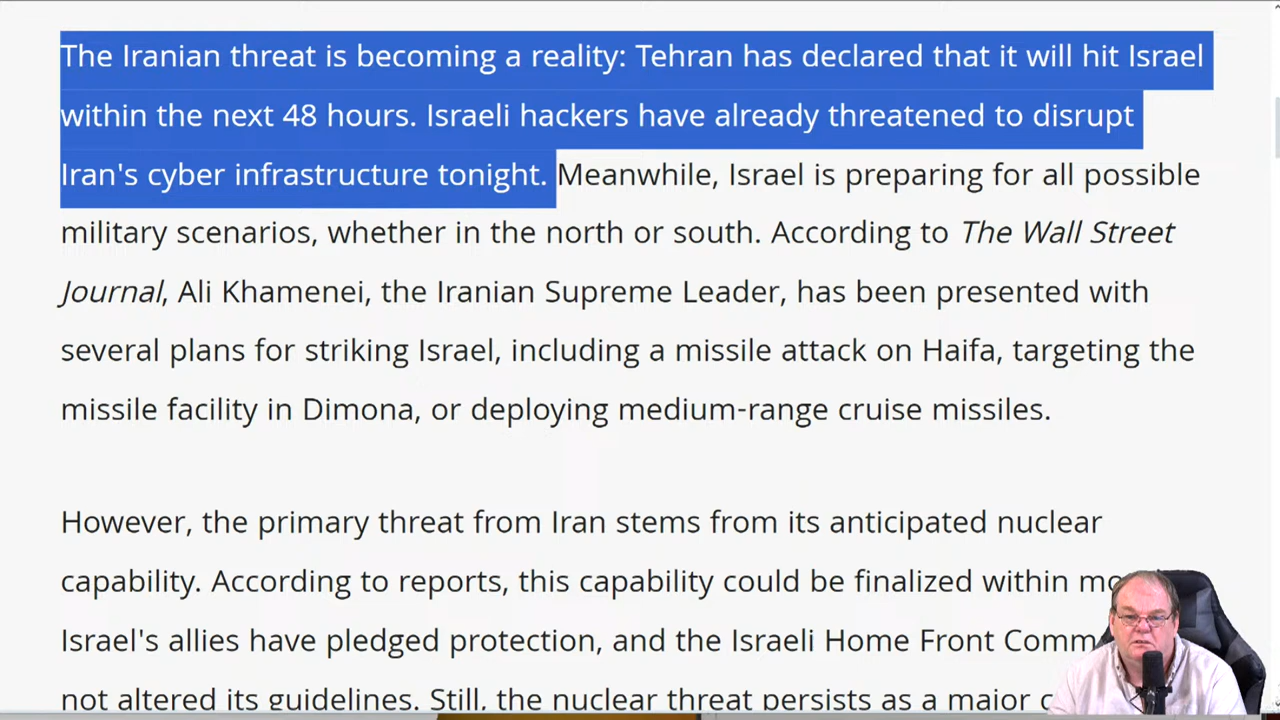 The Iranian threat is becoming a reality: Tehran has declared that it will hit Israel
within the next 48 hours. Israeli hackers have already threatened to disrupt
Iran's cyber infrastructure tonight. Meanwhile, Israel is preparing for all possible
military scenarios, whether in the north or south. According to The Wall Street
Journal, Ali Khamenei, the Iranian Supreme Leader, has been presented with
several plans for striking Israel, including a missile attack on Haifa, targeting the
missile facility in Dimona, or deploying medium-range cruise missiles.
However, the primary threat from Iran stems from its anticipated nuclear
capability. According to reports, this capability could be finalized within
Israel's allies have pledged protection, and the Israeli Home Front
not altered its guidelines. Still, the nuclear threat persists as a major